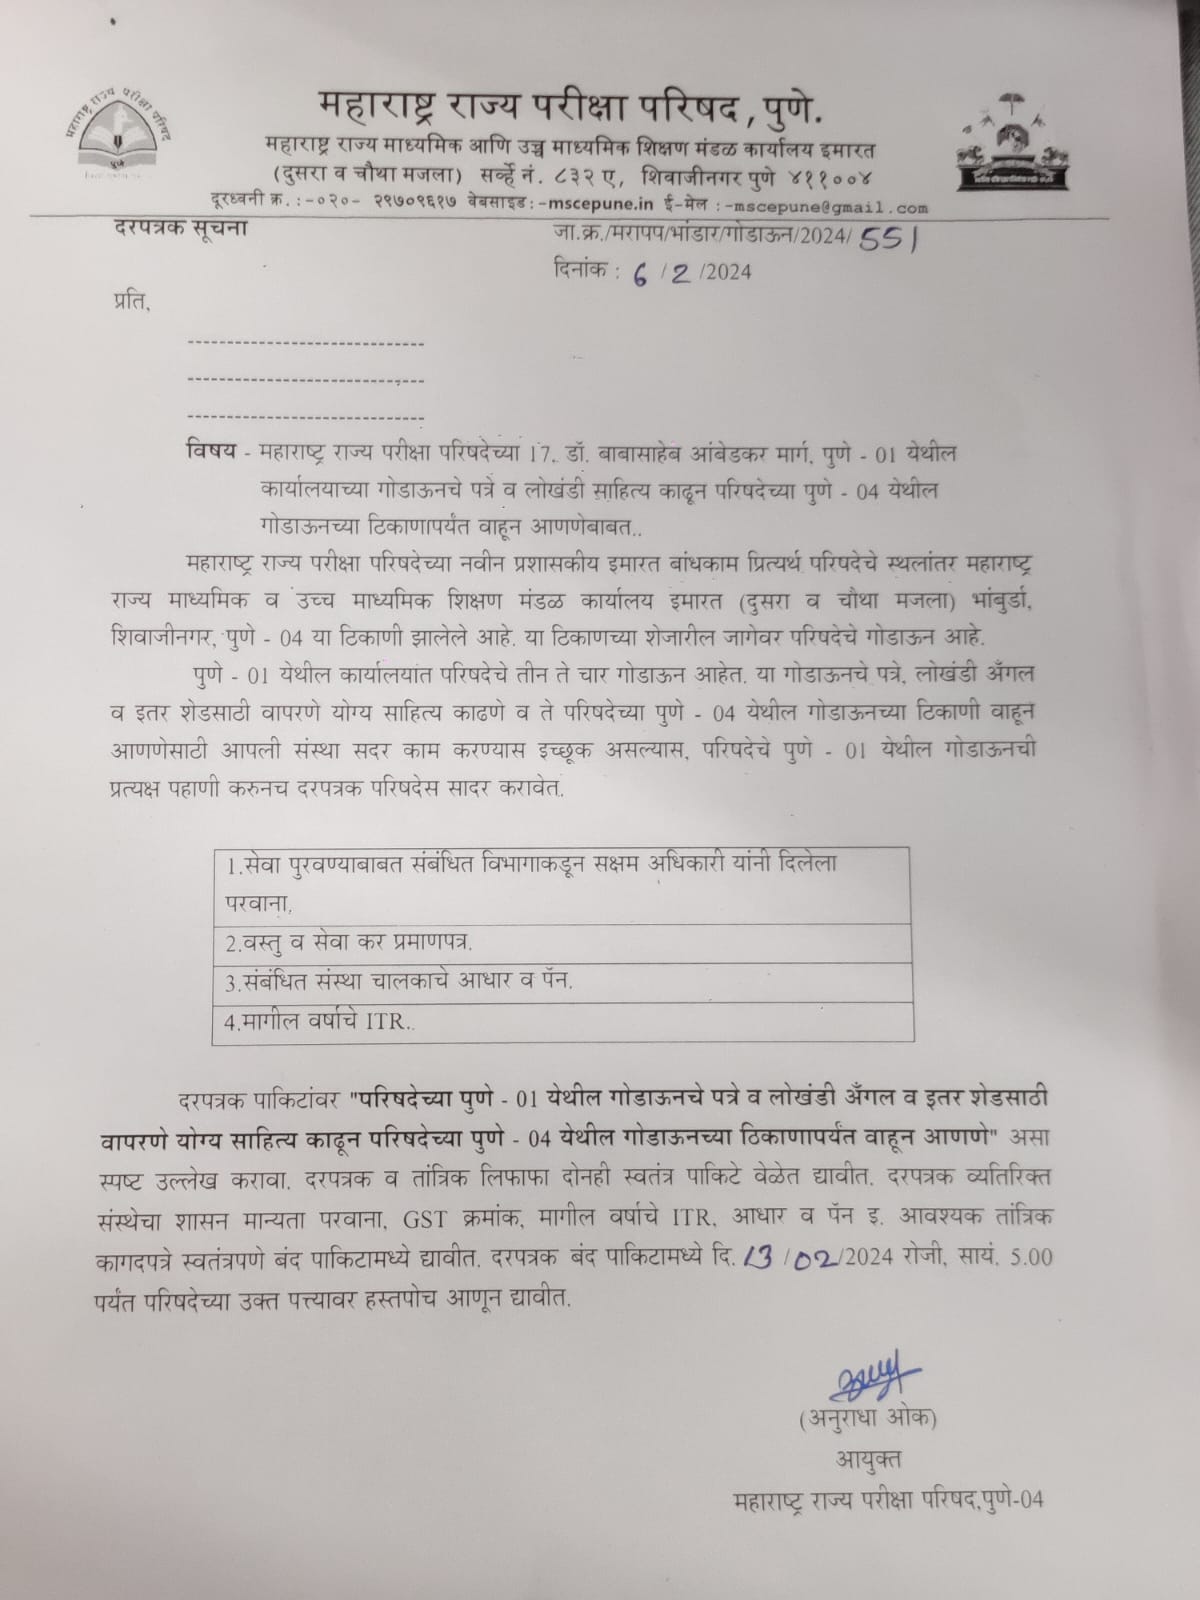 महाराष्ट्र राज्य परीक्षा परिषद
पुणे
महाराष्ट्र राज्य परीक्षा परिषद, पुणे.
महाराष्ट्र राज्य माध्यमिक आणि उच्च माध्यमिक शिक्षण मंडळ कार्यालय इमारत
(दुसरा व चौथा मजला) सर्व्हे नं. ८३२ ए, शिवाजीनगर पुणे ४११००४
दूरध्वनी क्र. :-०२०- २९७०९६१७ वेबसाइड:-mscepune.in ई-मेल :-mscepune@gmail.com
दरपत्रक सूचना
जा.क्र./मरापप/भांडार/गोडाऊन/2024/ 551
दिनांक : 6 / 2 /2024
प्रति,
------------------------------
------------------------------
------------------------------
विषय - महाराष्ट्र राज्य परीक्षा परिषदेच्या 17. डॉ. बाबासाहेब आंबेडकर मार्ग, पुणे - 01 येथील
कार्यालयाच्या गोडाऊनचे पत्रे व लोखंडी साहित्य काढून परिषदेच्या पुणे - 04 येथील
गोडाऊनच्या ठिकाणापर्यंत वाहून आणणेबाबत..
महाराष्ट्र राज्य परीक्षा परिषदेच्या नवीन प्रशासकीय इमारत बांधकाम प्रित्यर्थ परिषदेचे स्थलांतर महाराष्ट्र
राज्य माध्यमिक व उच्च माध्यमिक शिक्षण मंडळ कार्यालय इमारत (दुसरा व चौथा मजला) भांबुर्डा,
शिवाजीनगर, पुणे - 04 या ठिकाणी झालेले आहे. या ठिकाणच्या शेजारील जागेवर परिषदेचे गोडाऊन आहे.
पुणे - 01 येथील कार्यालयात परिषदेचे तीन ते चार गोडाऊन आहेत. या गोडाऊनचे पत्रे, लोखंडी अँगल
व इतर शेडसाठी वापरणे योग्य साहित्य काढणे व ते परिषदेच्या पुणे - 04 येथील गोडाऊनच्या ठिकाणी वाहून
आणणेसाठी आपली संस्था सदर काम करण्यास इच्छूक असल्यास, परिषदेचे पुणे - 01 येथील गोडाऊनची
प्रत्यक्ष पहाणी करुनच दरपत्रक परिषदेस सादर करावेत.
1.सेवा पुरवण्याबाबत संबंधित विभागाकडून सक्षम अधिकारी यांनी दिलेला
परवाना,
2.वस्तु व सेवा कर प्रमाणपत्र.
3.संबंधित संस्था चालकाचे आधार व पॅन.
4.मागील वर्षाचे ITR..
दरपत्रक पाकिटांवर "परिषदेच्या पुणे - 01 येथील गोडाऊनचे पत्रे व लोखंडी अँगल व इतर शेडसाठी
वापरणे योग्य साहित्य काढून परिषदेच्या पुणे - 04 येथील गोडाऊनच्या ठिकाणापर्यंत वाहून आणणे" असा
स्पष्ट उल्लेख करावा. दरपत्रक व तांत्रिक लिफाफा दोनही स्वतंत्र पाकिटे वेळेत द्यावीत. दरपत्रक व्यतिरिक्त
संस्थेचा शासन मान्यता परवाना, GST क्रमांक, मागील वर्षाचे ITR, आधार व पॅन इ. आवश्यक तांत्रिक
कागदपत्रे स्वतंत्रपणे बंद पाकिटामध्ये द्यावीत. दरपत्रक बंद पाकिटामध्ये दि. 13 / 02 /2024 रोजी, सायं. 5.00
पर्यंत परिषदेच्या उक्त पत्त्यावर हस्तपोच आणून द्यावीत.
(अनुराधा ओक)
आयुक्त
महाराष्ट्र राज्य परीक्षा परिषद,पुणे-04